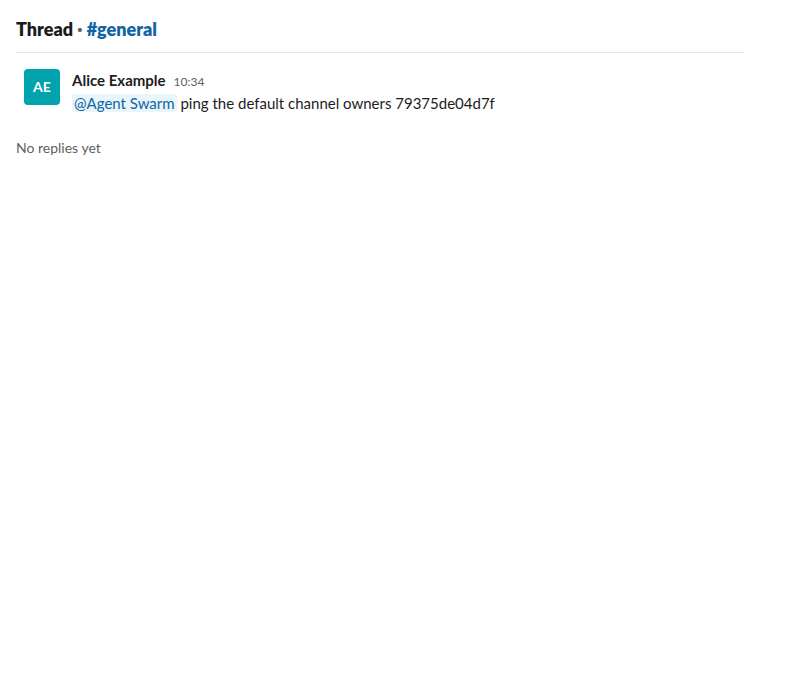 Thread • #general
AE
Alice Example 10:34
@Agent Swarm ping the default channel owners 79375de04d7f
No replies yet